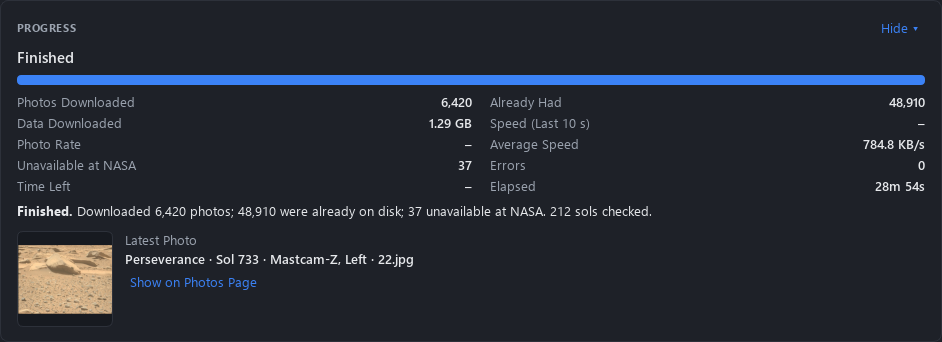 PROGRESS
Hide ▾
Finished
Photos Downloaded 6,420 Already Had 48,910
Data Downloaded 1.29 GB Speed (Last 10 s) –
Photo Rate – Average Speed 784.8 KB/s
Unavailable at NASA 37 Errors 0
Time Left – Elapsed 28m 54s
Finished. Downloaded 6,420 photos; 48,910 were already on disk; 37 unavailable at NASA. 212 sols checked.
Latest Photo
Perseverance · Sol 733 · Mastcam-Z, Left · 22.jpg
Show on Photos Page